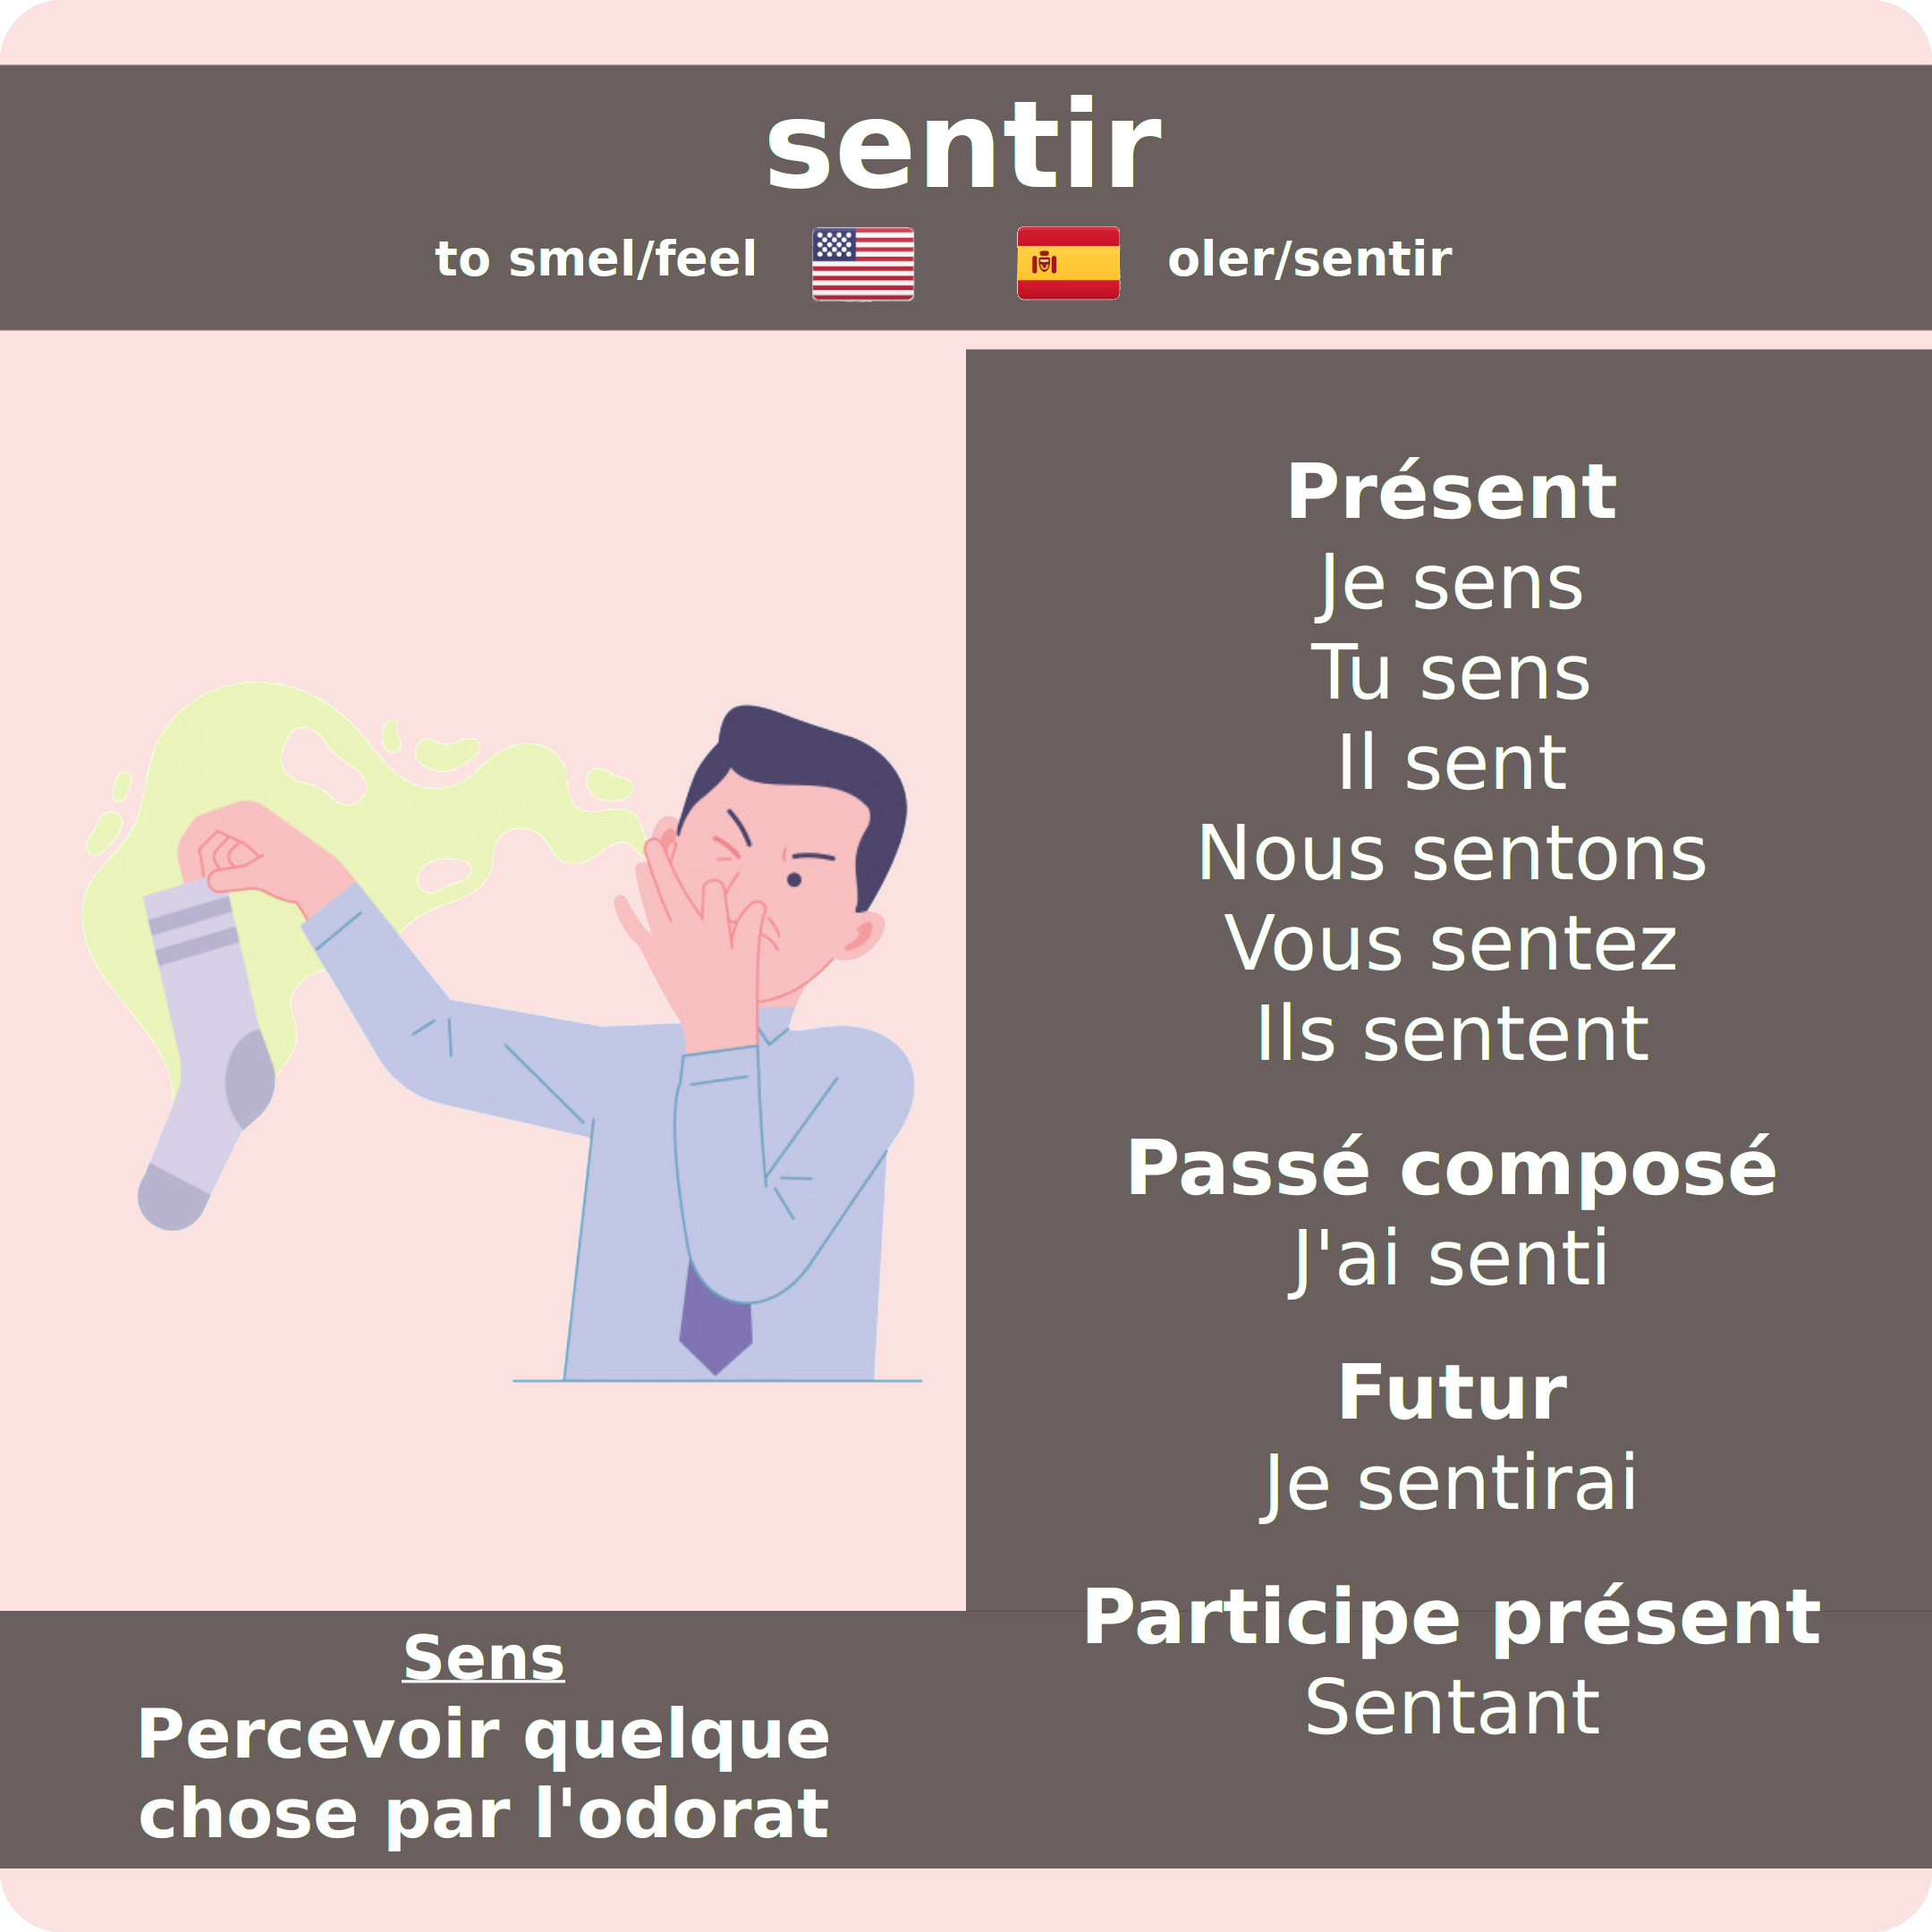 sentir
to smel/feel
oler/sentir
Présent
Je sens
Tu sens
Il sent
Nous sentons
Vous sentez
Ils sentent
Passé composé
J'ai senti
Futur
Je sentirai
Participe présent
Sentant
Sens
Percevoir quelque
chose par l'odorat